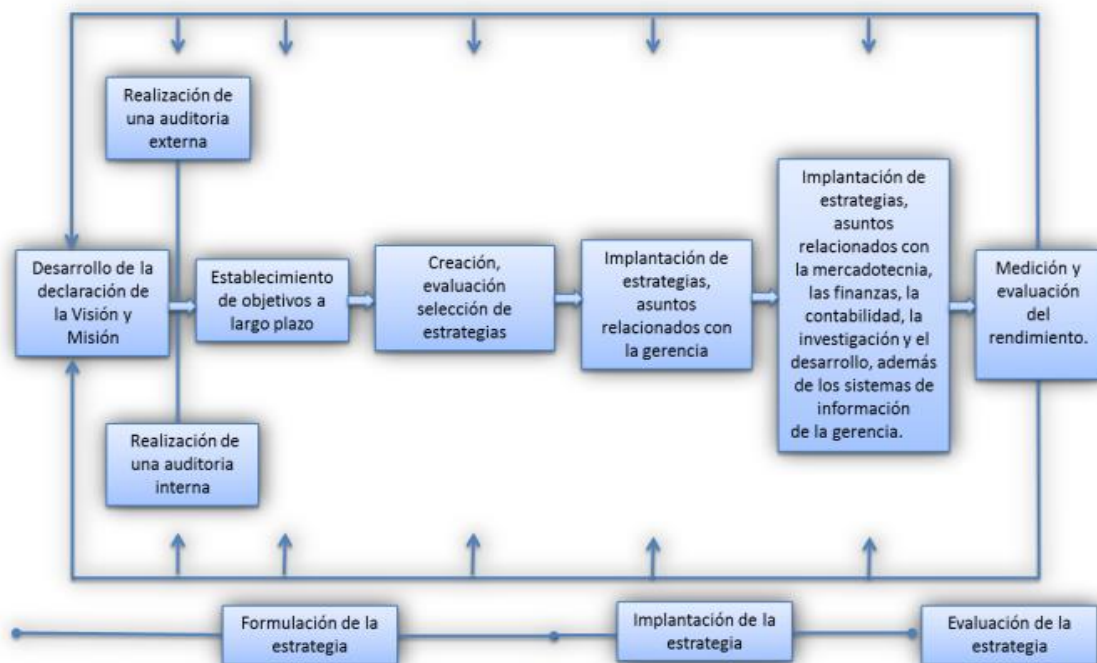 Realización de
una auditoria
externa
Desarrollo de la
declaración de
la Visión y
Misión
Establecimiento
de objetivos a
largo plazo
Creación,
evaluación
selección de
estrategias
Implantación de
estrategias,
asuntos
relacionados con
la gerencia
Implantación de
estrategias,
asuntos
relacionados con
la mercadotecnia,
las finanzas, la
contabilidad, la
investigación y el
desarrollo, además
de los sistemas de
información
de la gerencia.
Medición y
evaluación
del
rendimiento.
Realización de
una auditoria
interna
Formulación de la
estrategia
Implantación de la
estrategia
Evaluación de la
estrategia